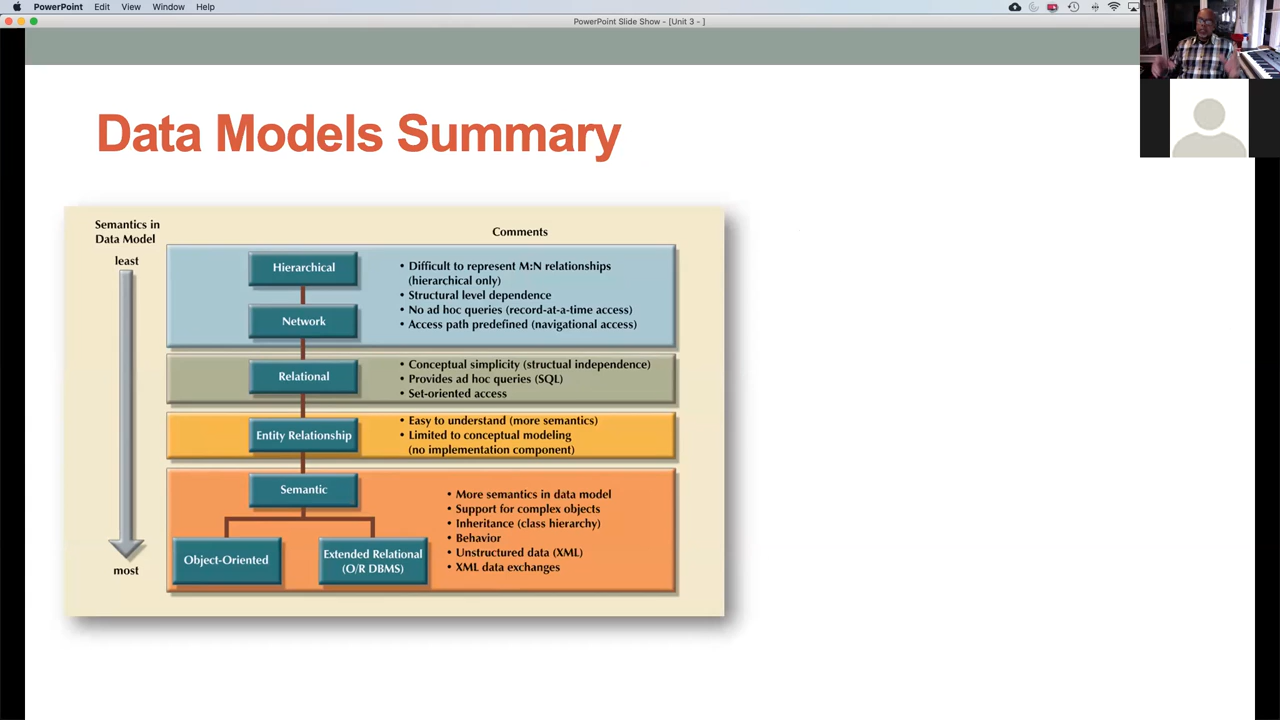 PowerPoint Edit View Window Help
PowerPoint Slide Show - [Unit 3 - ]
Data Models Summary
Semantics in
Data Model
least
most
Comments
Hierarchical
Network
• Difficult to represent M:N relationships
(hierarchical only)
• Structural level dependence
• No ad hoc queries (record-at-a-time access)
• Access path predefined (navigational access)
Relational
• Conceptual simplicity (structual independence)
• Provides ad hoc queries (SQL)
• Set-oriented access
Entity Relationship
• Easy to understand (more semantics)
• Limited to conceptual modeling
(no implementation component)
Semantic
Object-Oriented
Extended Relational
(O/R DBMS)
• More semantics in data model
• Support for complex objects
• Inheritance (class hierarchy)
• Behavior
• Unstructured data (XML)
• XML data exchanges